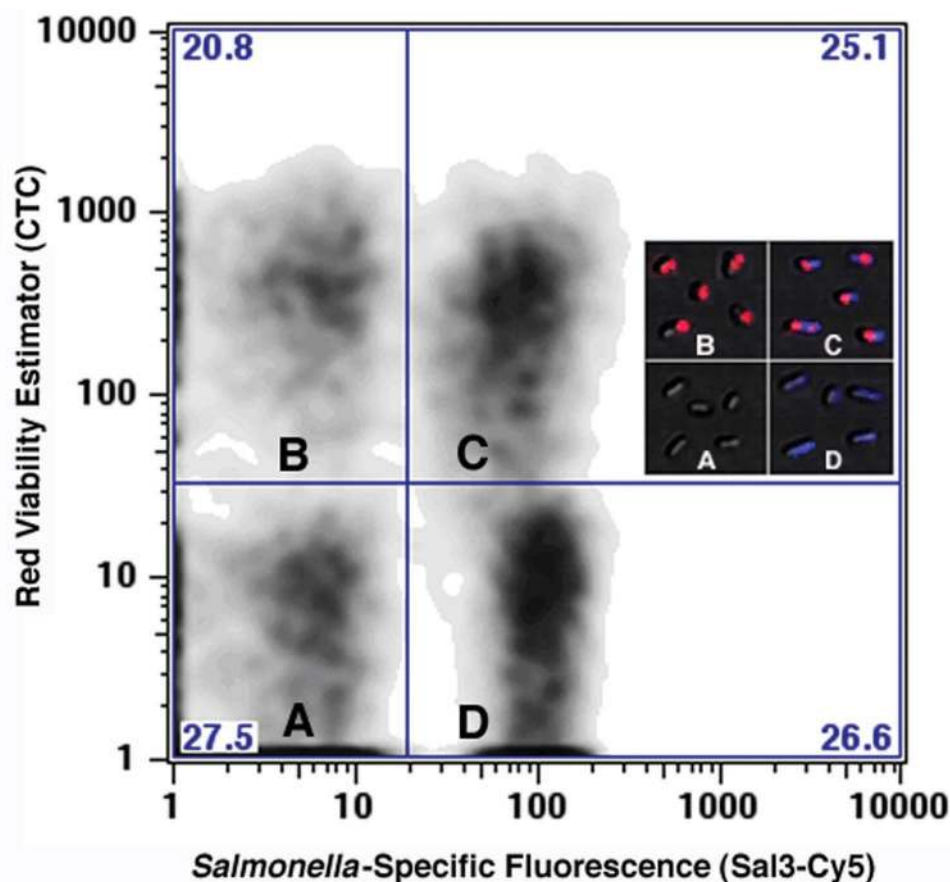 10000
20.8
25.1
Red Viability Estimator (CTC)
1000
B
C
100
B
C
A
D
10
A
D
27.5
26.6
1
1
10
100
1000
10000
Salmonella-Specific Fluorescence (Sal3-Cy5)